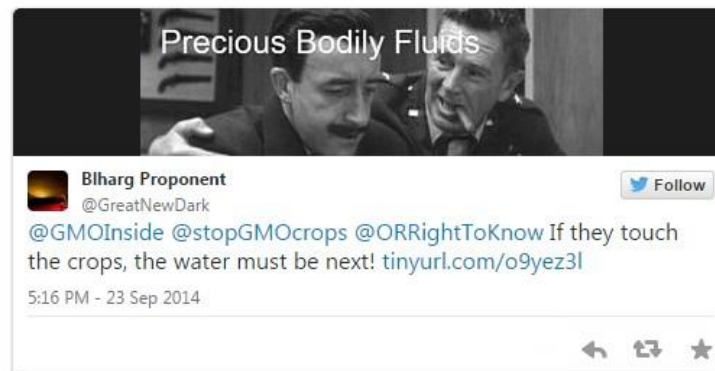 Precious Bodily Fluids
Blharg Proponent
Follow
@GreatNewDark
@GMOInside @stopGMOcrops @ORRightToKnow If they touch
the crops, the water must be next! tinyurl.com/o9yez3l
5:16 PM - 23 Sep 2014